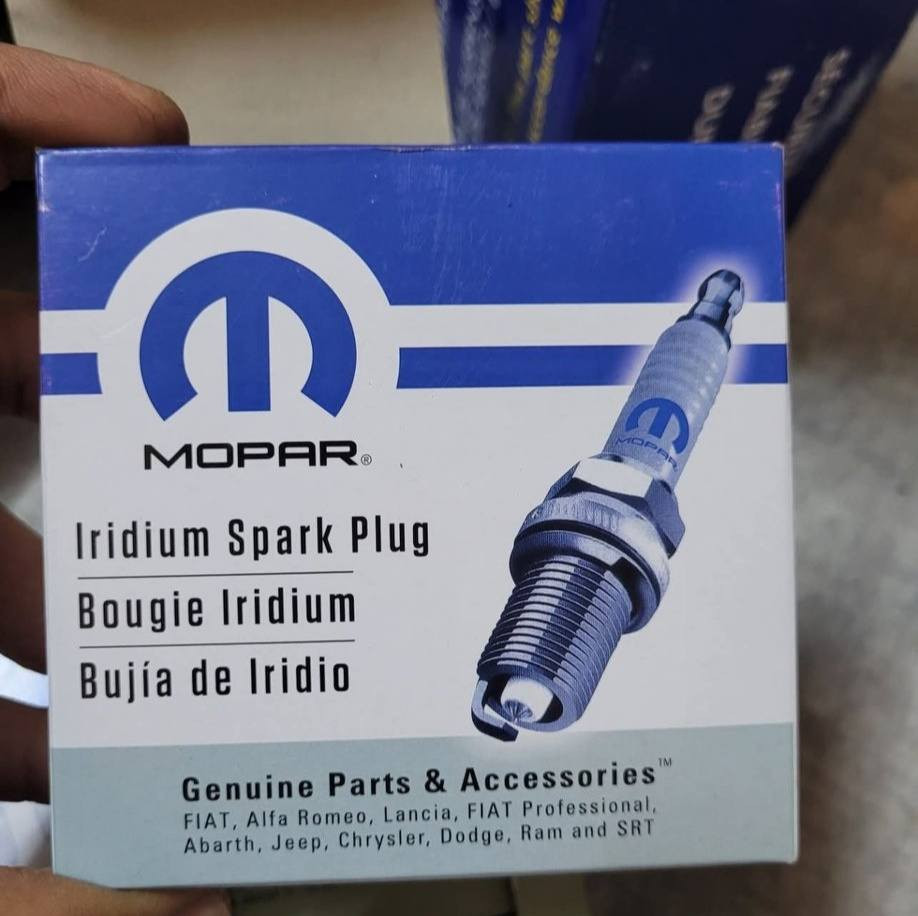 MOPAR®
MOPAR
Iridium Spark Plug
Bougie Iridium
Bujía de Iridio
Genuine Parts & Accessories™
FIAT, Alfa Romeo, Lancia, FIAT Professional,
Abarth, Jeep, Chrysler, Dodge, Ram and SRT